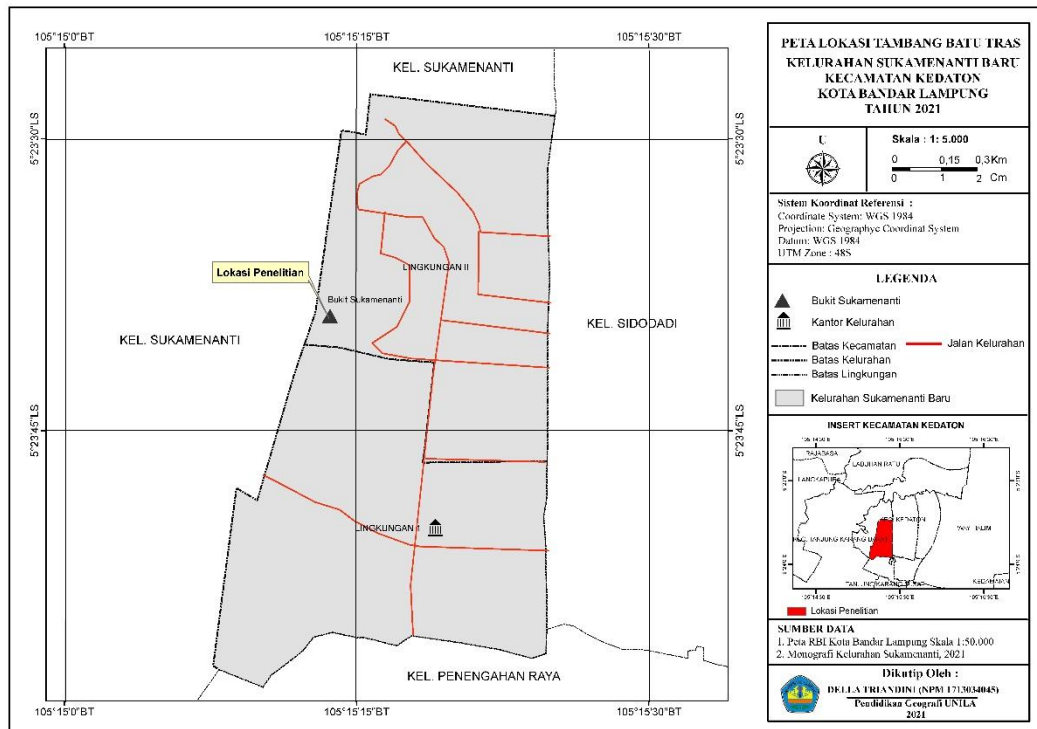 105°15'0"BT
105°15'15"BT
105°15'30"BT
KEL. SUKAMENANTI
5°23'30"LS
5°23'30"LS
LINGKUNGAN II
Lokasi Penelitian
Bukit Sukamenanti
KEL. SUKAMENANTI
KEL. SIDODADI
5°23'45"LS
5°23'45"LS
LINGKUNGAN
KEL. PENENGAHAN RAYA
105°15'0"BT
105°15'15"BT
105°15'30"BT
PETA LOKASI TAMBANG BATU TRAS
KELURAHAN SUKAMENANTI BARU
KECAMATAN KEDATON
KOTA BANDAR LAMPUNG
TAHUN 2021
U
Skala : 1: 5.000
0 0,15 0,3 Km
0 1 2 Cm
Sistem Koordinat Referensi :
Coordinate System: WGS 1984
Projection: Geographyc Coordinat System
Datum: WGS 1984
UTM Zone : 48S
LEGENDA
Bukit Sukamenanti
Kantor Kelurahan
Batas Kecamatan Jalan Kelurahan
Batas Kelurahan
Batas Lingkungan
Kelurahan Sukamenanti Baru
INSERT KECAMATAN KEDATON
RAJABASA
LABUHAN RATU
LANGKAPURA
KEDATON
WAY HALIM
TANJUNG KARANG
KEDAMAIAN
Lokasi Penelitian
SUMBER DATA
1. Peta RBI Kota Bandar Lampung Skala 1:50.000
2. Monografi Kelurahan Sukamenanti, 2021
Dikutip Oleh :
DELLA TRIANDINI (NPM 1713034045)
Pendidikan Geografi UNILA
2021